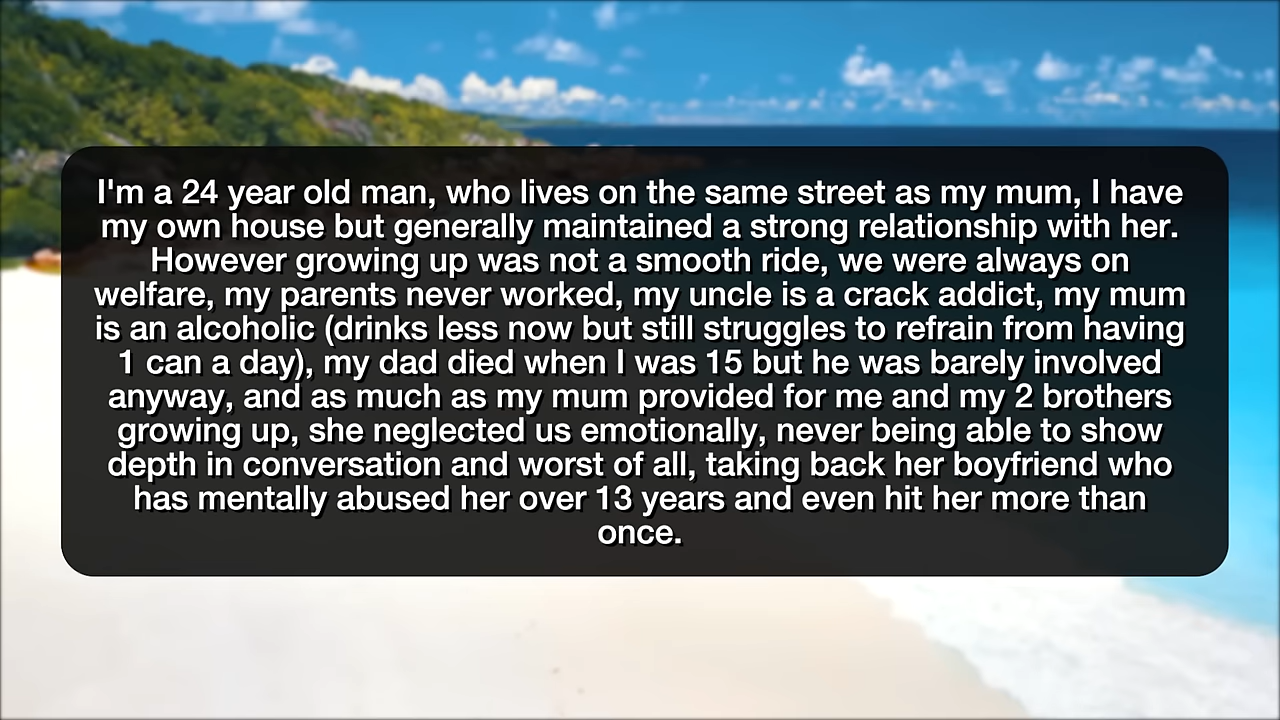 I'm a 24 year old man, who lives on the same street as my mum, I have
my own house but generally maintained a strong relationship with her.
However growing up was not a smooth ride, we were always on
welfare, my parents never worked, my uncle is a crack addict, my mum
is an alcoholic (drinks less now but still struggles to refrain from having
1 can a day), my dad died when I was 15 but he was barely involved
anyway, and as much as my mum provided for me and my 2 brothers
growing up, she neglected us emotionally, never being able to show
depth in conversation and worst of all, taking back her boyfriend who
has mentally abused her over 13 years and even hit her more than
once.